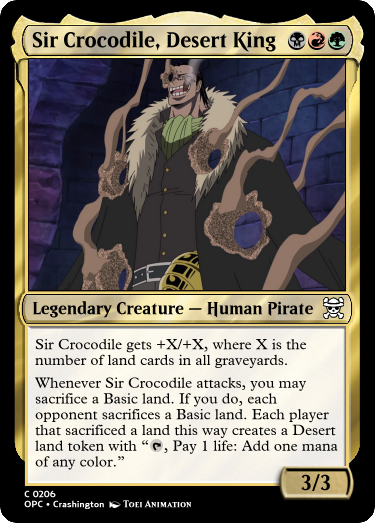 Sir Crocodile, Desert King
Legendary Creature — Human Pirate
Sir Crocodile gets +X/+X, where X is the
number of land cards in all graveyards.
Whenever Sir Crocodile attacks, you may
sacrifice a Basic land. If you do, each
opponent sacrifices a Basic land. Each player
that sacrificed a land this way creates a Desert
land token with “, Pay 1 life: Add one mana
of any color.”
3/3
C 0206
OPC • Crashington TOEI ANIMATION